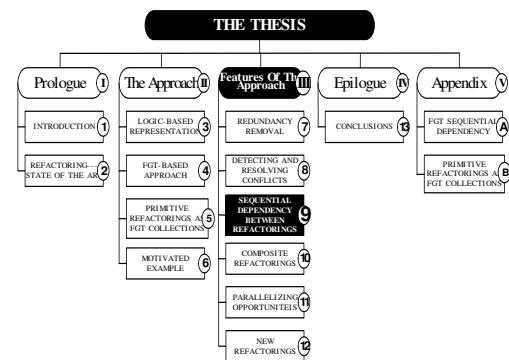 THE THESIS
Prologue
I
The Approach
II
Features Of Th
Approach
III
Epilogue
IV
Appendix
V
INTRODUCTION
1
REFACTORING
STATE OF THE AR
2
LOGIC-BASED
REPRESENTATION
3
FGT-BASED
APPROACH
4
PRIMITIVE
REFACTORINGS AS
FGT COLLECTIONS
5
MOTIVATED
EXAMPLE
6
REDUNDANCY
REMOVAL
7
DETECTING AND
RESOLVING
CONFLICTS
8
SEQUENTIAL
DEPENDENCY
BETWEEN
REFACTORINGS
9
COMPOSITE
REFACTORINGS
10
PARALLELIZING
OPPORTUNITEIS
11
NEW
REFACTORINGS
12
CONCLUSIONS
13
FGT SEQUENTIAL
DEPENDENCY
A
PRIMITIVE
REFACTORINGS A
FGT COLLECTIONS
B